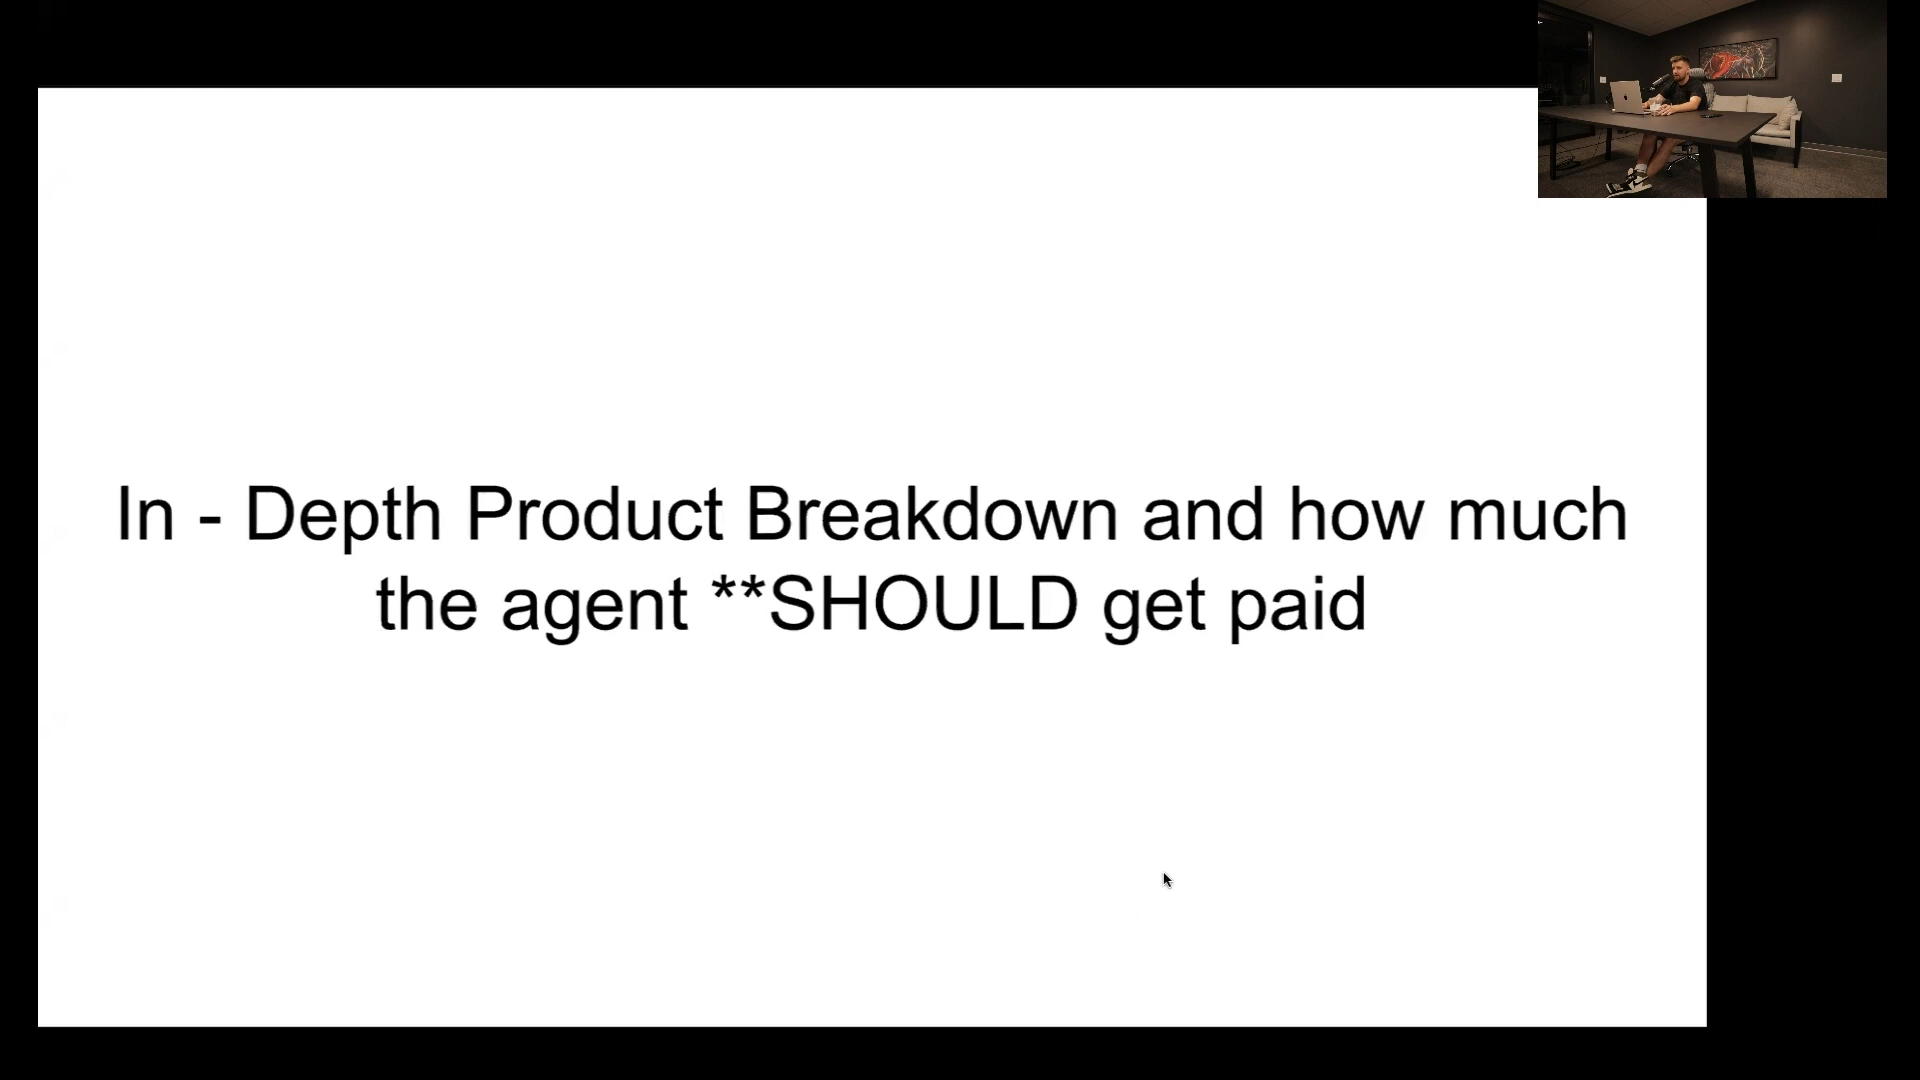 In - Depth Product Breakdown and how much
the agent **SHOULD get paid